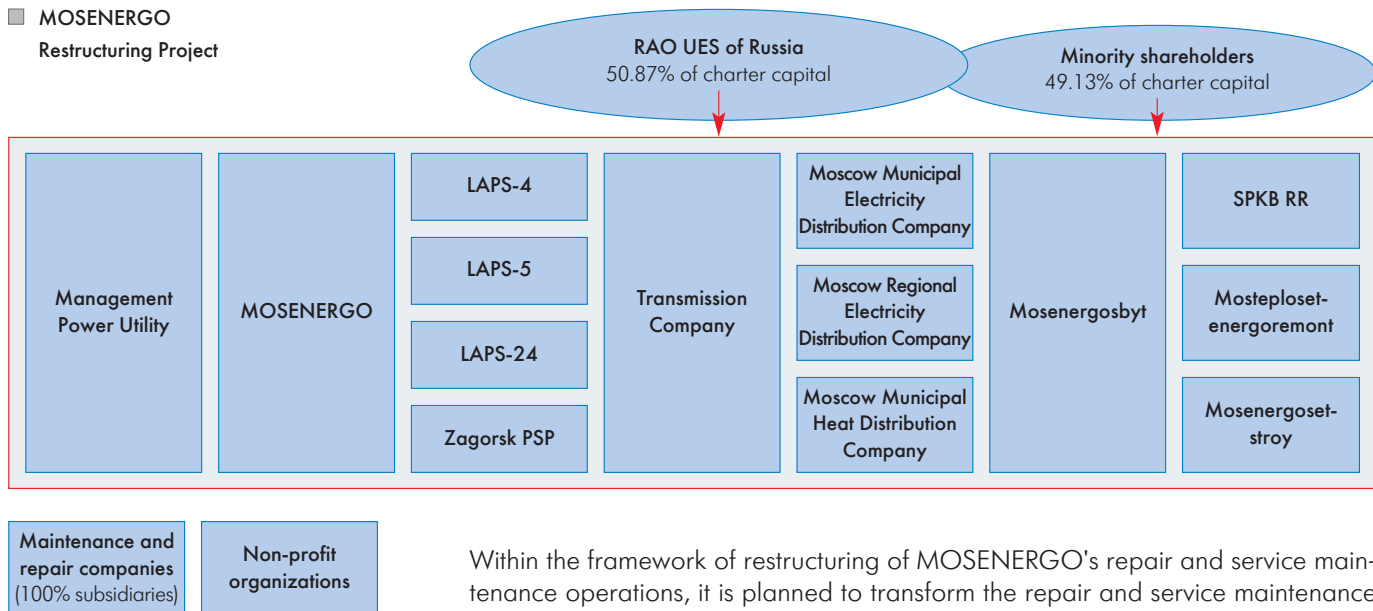 MOSENERGO
Restructuring Project
RAO UES of Russia
50.87% of charter capital
Minority shareholders
49.13% of charter capital
Management
Power Utility
MOSENERGO
LAPS-4
LAPS-5
LAPS-24
Zagorsk PSP
Transmission
Company
Moscow Municipal
Electricity
Distribution Company
Moscow Regional
Electricity
Distribution Company
Moscow Municipal
Heat Distribution
Company
Mosenergosbyt
SPKB RR
Mosteploset-
energoremont
Mosenergoset-
stroy
Maintenance and
repair companies
(100% subsidiaries)
Non-profit
organizations
Within the framework of restructuring of MOSENERGO's repair and service main-
tenance operations, it is planned to transform the repair and service maintenance